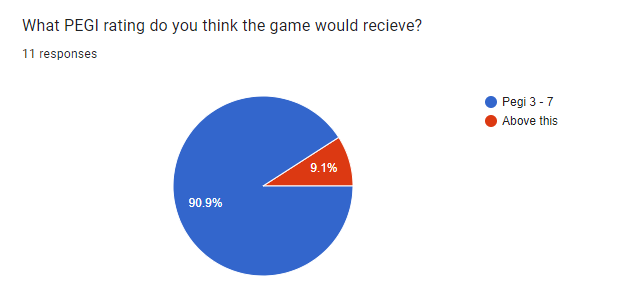 What PEGI rating do you think the game would recieve?
11 responses
Pegi 3 - 7
Above this
9.1%
90.9%